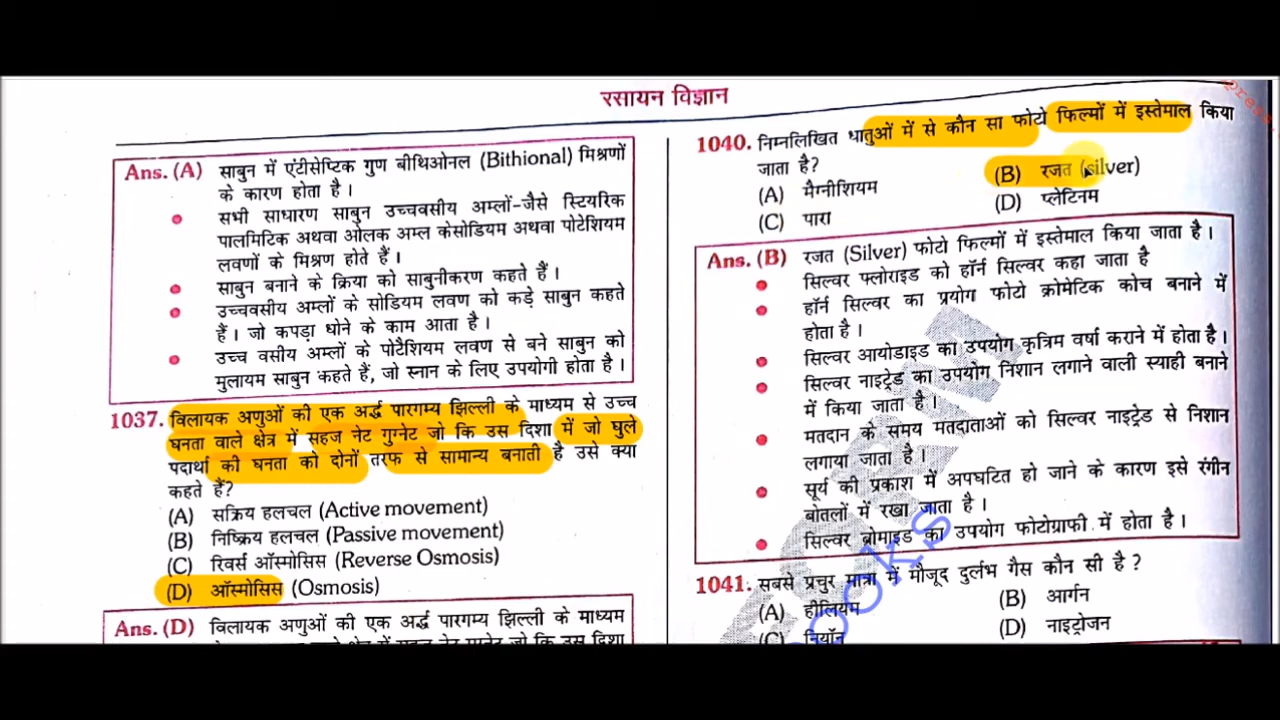 रसायन विज्ञान
Ans. (A) साबुन में एंटीसेप्टिक गुण बीथिओनल (Bithional) मिश्रणों
के कारण होता है।
सभी साधारण साबुन उच्चवसीय अम्लों-जैसे स्टियरिक
पालमिटिक अथवा ओलक अम्ल केसोडियम अथवा पोटेशियम
लवणों के मिश्रण होते हैं।
साबुन बनाने के क्रिया को साबुनीकरण कहते हैं।
उच्चवसीय अम्लों के सोडियम लवण को कड़े साबुन कहते
हैं। जो कपड़ा धोने के काम आता है।
उच्च वसीय अम्लों के पोटैशियम लवण से बने साबुन को
मुलायम साबुन कहते हैं, जो स्नान के लिए उपयोगी होता है।
1037. विलायक अणुओं की एक अर्द्ध पारगम्य झिल्ली के माध्यम से उच्च
घनता वाले क्षेत्र में सहज नेट गुग्नेट जो कि उस दिशा में जो घुले
पदार्था की घनता को दोनों तरफ से सामान्य बनाती है उसे क्या
कहते हैं?
(A) सक्रिय हलचल (Active movement)
(B) निष्क्रिय हलचल (Passive movement)
(C) रिवर्स ऑस्मोसिस (Reverse Osmosis)
(D) ऑस्मोसिस (Osmosis)
Ans. (D) विलायक अणुओं की एक अर्द्ध पारगम्य झिल्ली के माध्यम
1040. निम्नलिखित धातुओं में से कौन सा फोटो फिल्मों में इस्तेमाल किया
जाता है?
(A) मैग्नीशियम (B) रजत (silver)
(C) पारा (D) प्लेटिनम
Ans. (B) रजत (Silver) फोटो फिल्मों में इस्तेमाल किया जाता है।
सिल्वर फ्लोराइड को हॉर्न सिल्वर कहा जाता है
हॉर्न सिल्वर का प्रयोग फोटो क्रोमेटिक कोच बनाने में
होता है।
सिल्वर आयोडाइड का उपयोग कृत्रिम वर्षा कराने में होता है।
सिल्वर नाइट्रेड का उपयोग निशान लगाने वाली स्याही बनाने
में किया जाता है।
मतदान के समय मतदाताओं को सिल्वर नाइट्रेड से निशान
लगाया जाता है।
सूर्य की प्रकाश में अपघटित हो जाने के कारण इसे रंगीन
बोतलों में रखा जाता है।
सिल्वर ब्रोमाइड का उपयोग फोटोग्राफी में होता है।
1041. सबसे प्रचुर मात्रा में मौजूद दुर्लभ गैस कौन सी है?
(A) हीलियम (B) आर्गन
(C) नियॉन (D) नाइट्रोजन